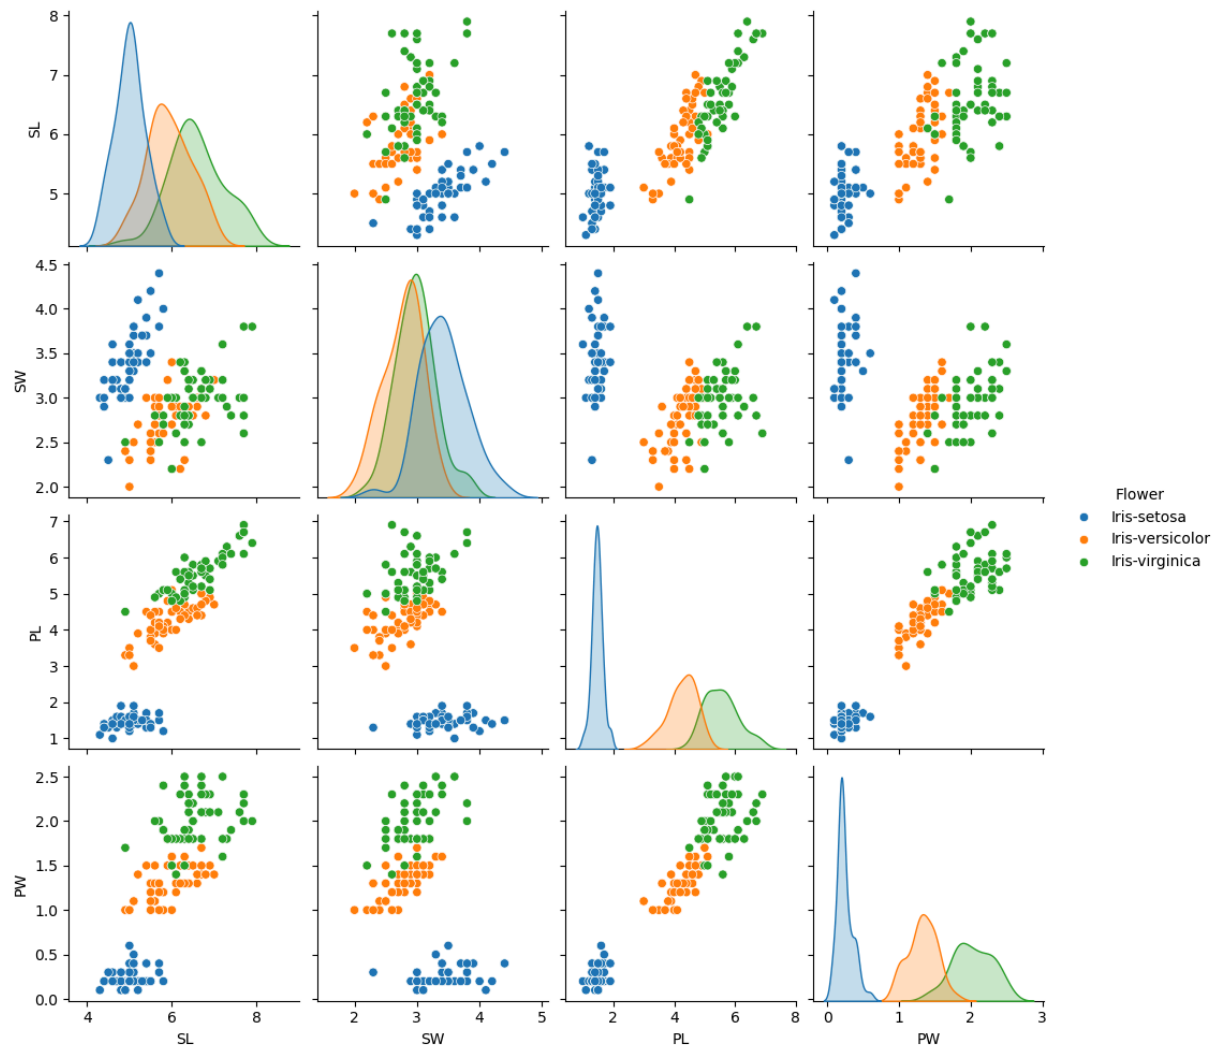 8
7
6
5
SL
4.5
4.0
3.5
3.0
2.5
2.0
SW
7
6
5
4
3
2
1
PL
2.5
2.0
1.5
1.0
0.5
0.0
PW
4 6 8
2 3 4 5
2 4 6 8
0 1 2 3
SL SW PL PW
Flower
Iris-setosa
Iris-versicolor
Iris-virginica